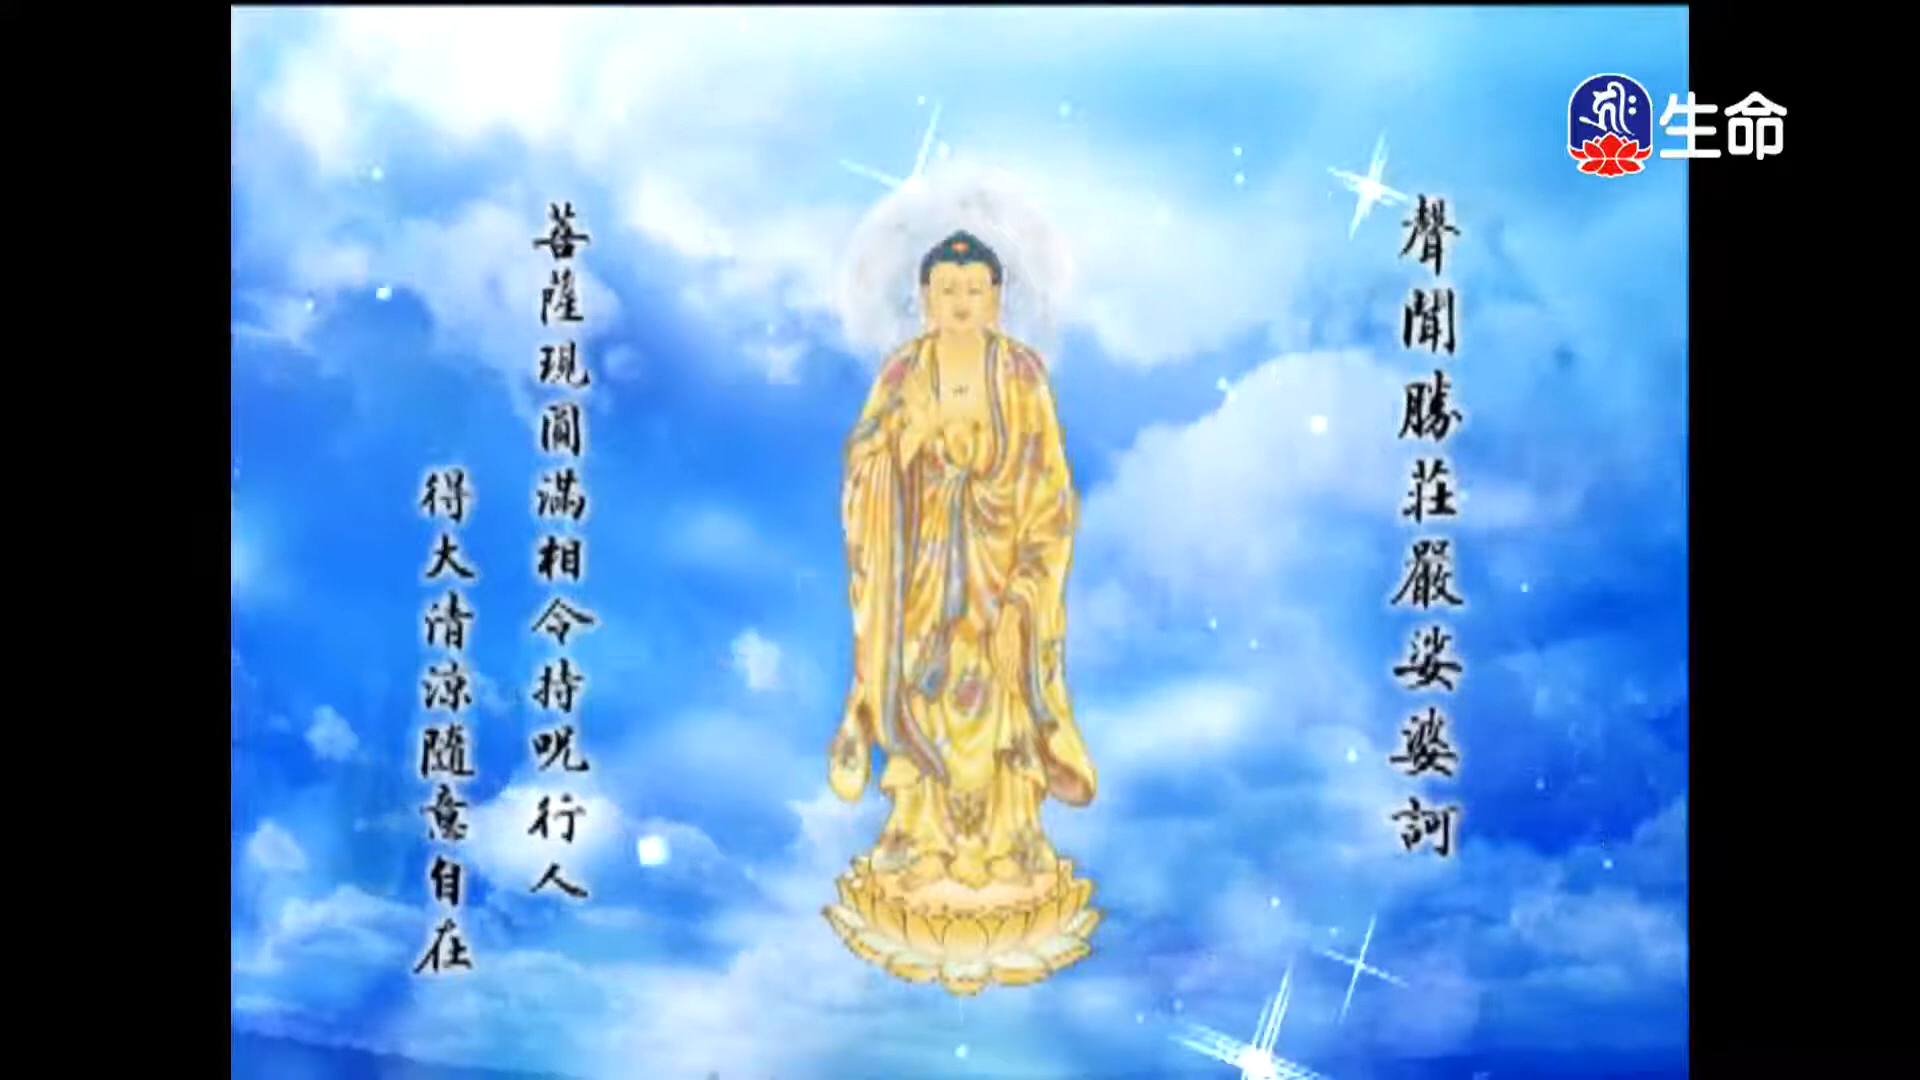 生命
聲聞勝莊嚴娑婆訶
菩薩現圓滿相令持呪行人
得大清涼隨意自在